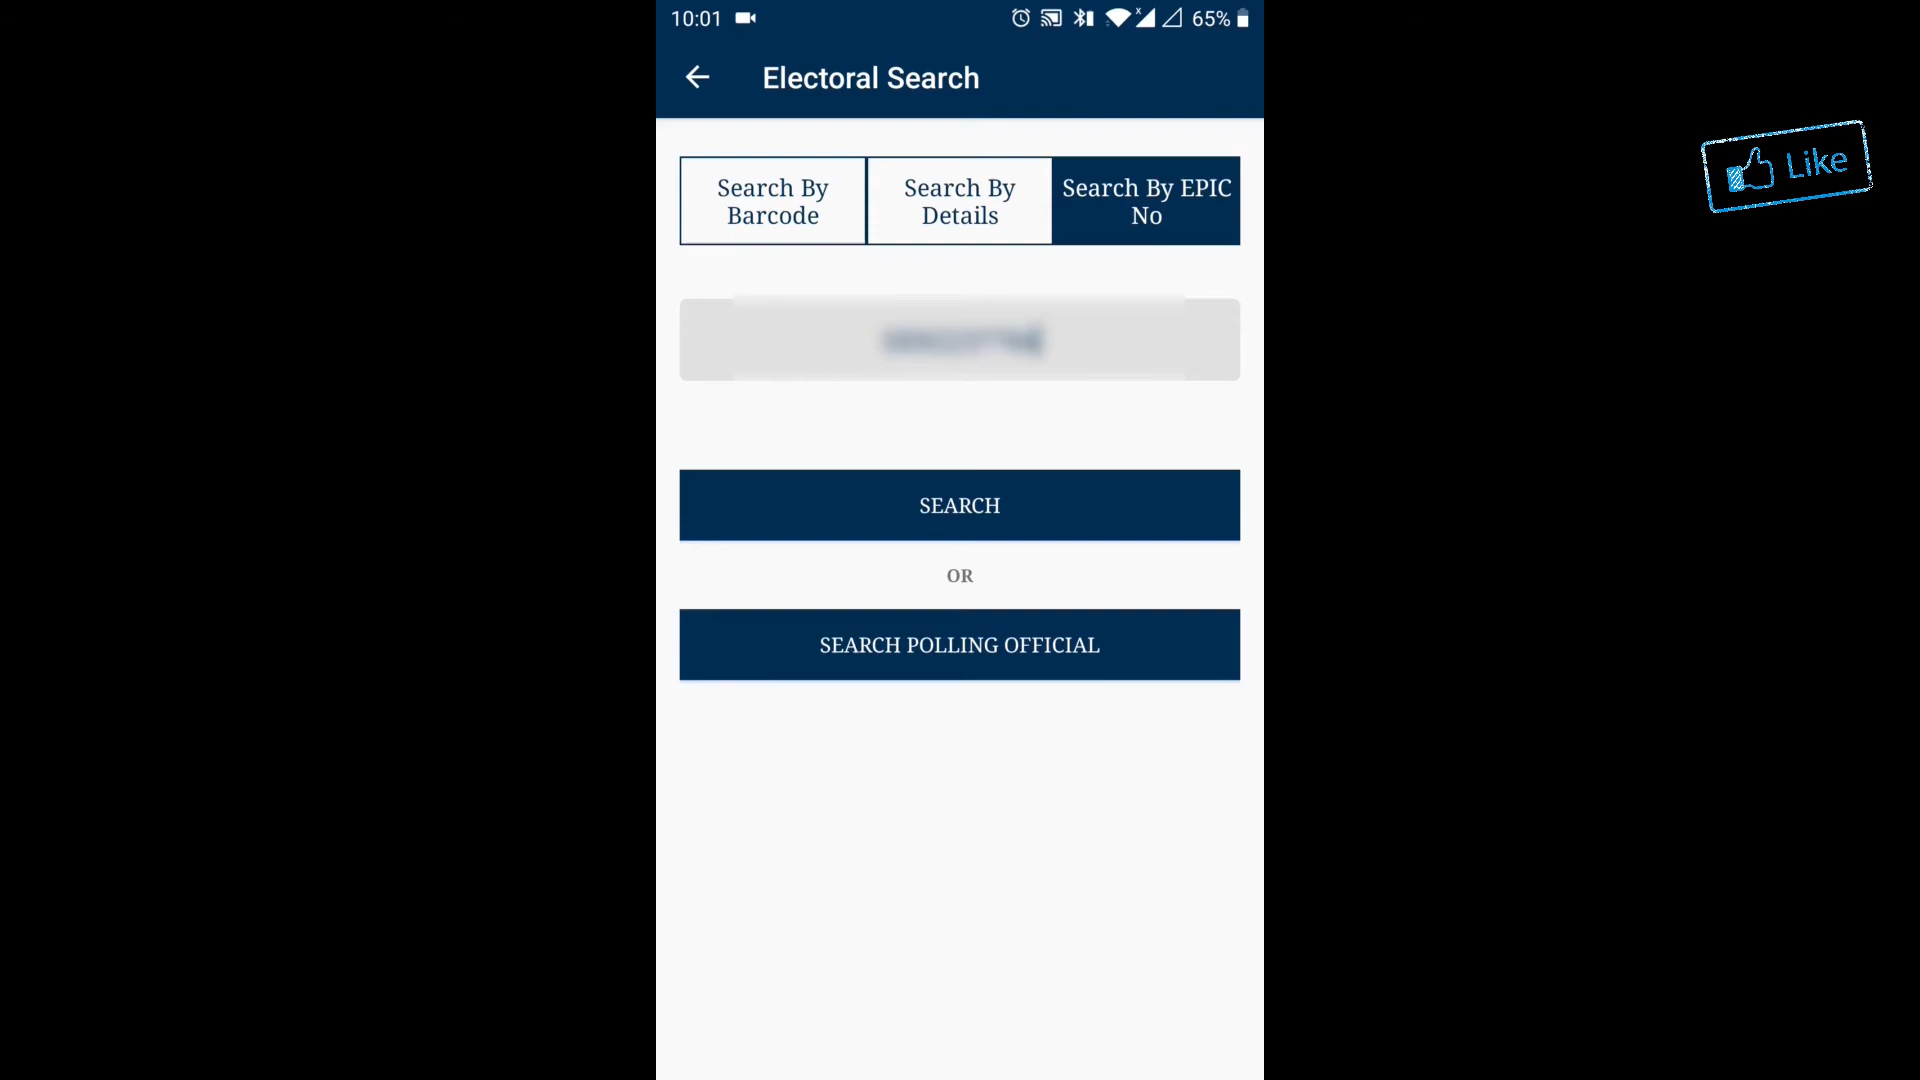 10:01
65%
Electoral Search
Search By
Barcode
Search By
Details
Search By EPIC
No
SEARCH
OR
SEARCH POLLING OFFICIAL
Like